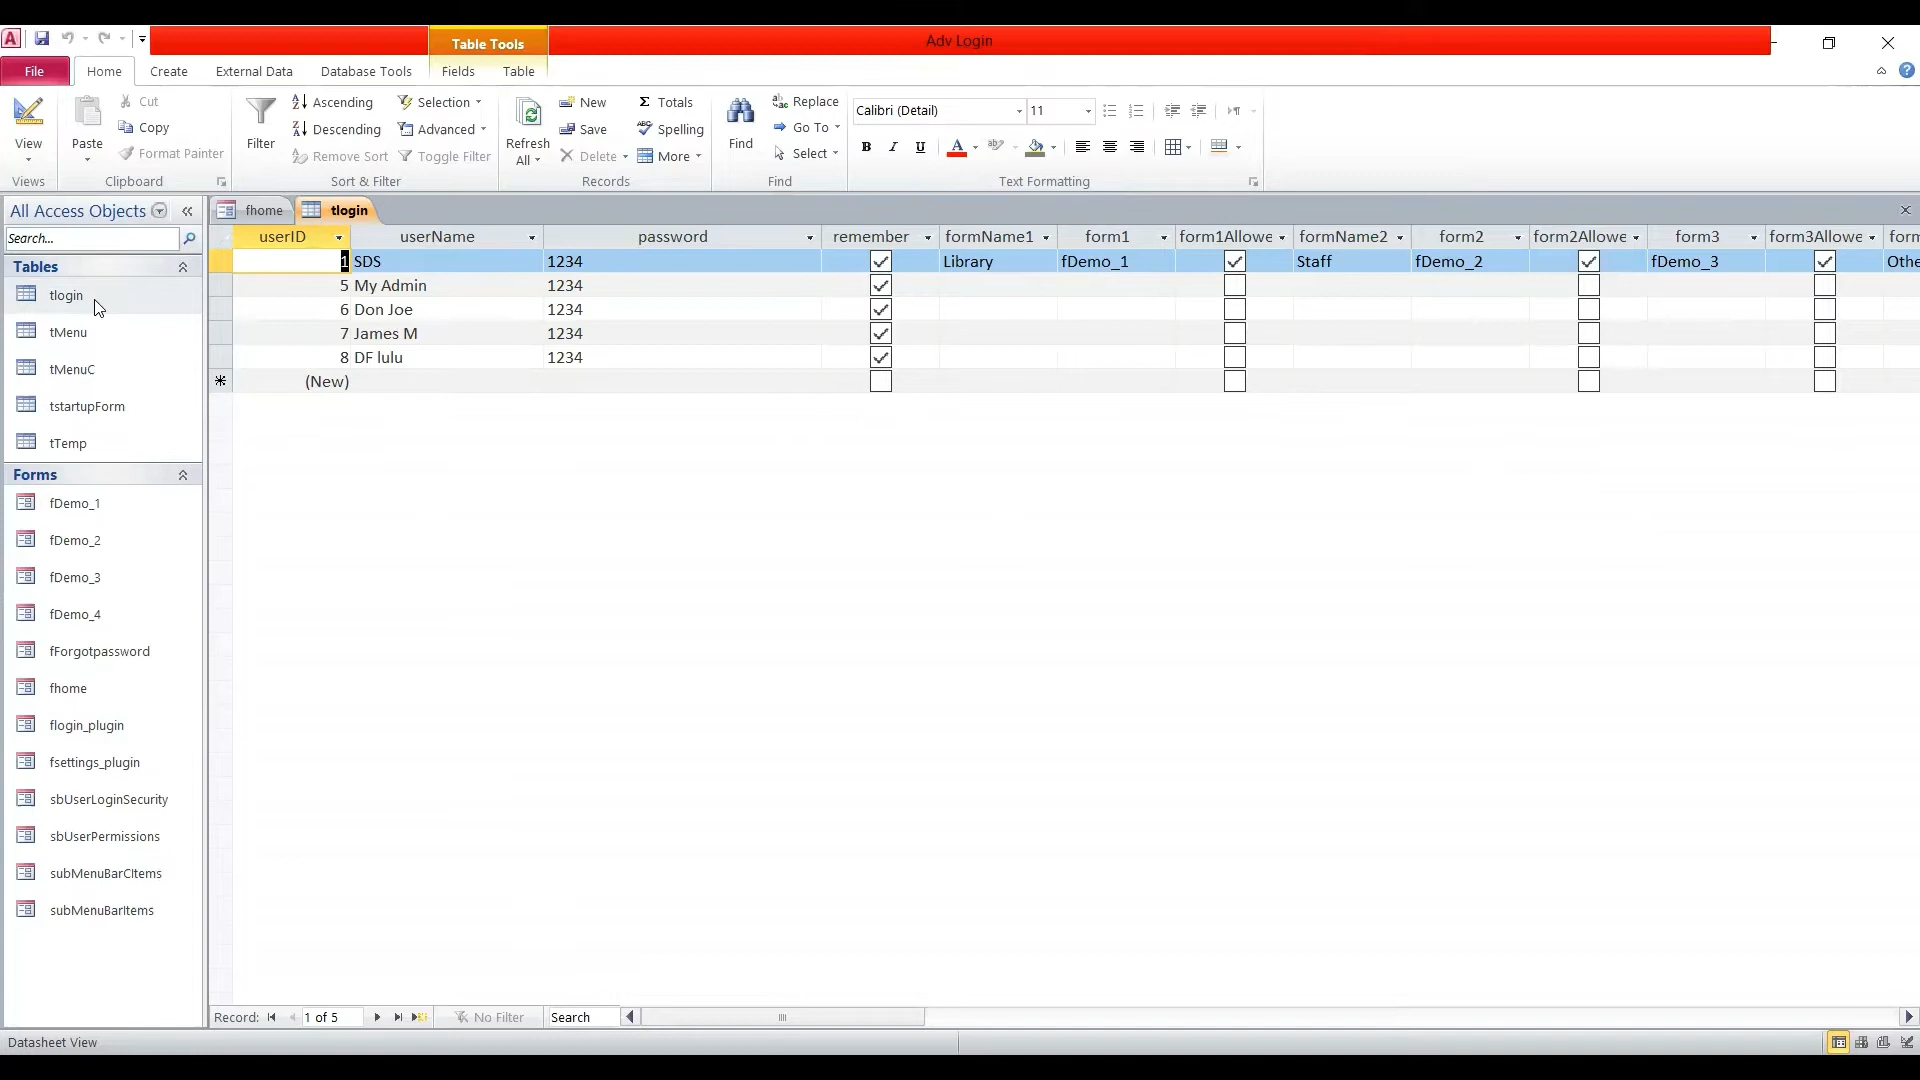 Table Tools
Adv Login
File Home Create External Data Database Tools Fields Table
View
Views
Paste
Cut
Copy
Format Painter
Clipboard
Filter
Ascending
Descending
Remove Sort
Selection
Advanced
Toggle Filter
Sort & Filter
Refresh
All
New
Save
Delete
Totals
Spelling
More
Records
Find
Replace
Go To
Select
Find
Calibri (Detail) 11
B I U
Text Formatting
All Access Objects
Search...
Tables
tlogin
tMenu
tMenuC
tstartupForm
tTemp
Forms
fDemo_1
fDemo_2
fDemo_3
fDemo_4
fForgotpassword
fhome
flogin_plugin
fsettings_plugin
sbUserLoginSecurity
sbUserPermissions
subMenuBarCItems
subMenuBarItems
fhome tlogin
userID userName password remember formName1 form1 form1Allowe formName2 form2 form2Allowe form3 form3Allowe form
1 SDS 1234 Library fDemo_1 Staff fDemo_2 fDemo_3 Othe
5 My Admin 1234
6 Don Joe 1234
7 James M 1234
8 DF lulu 1234
(New)
Record: 1 of 5 No Filter Search
Datasheet View